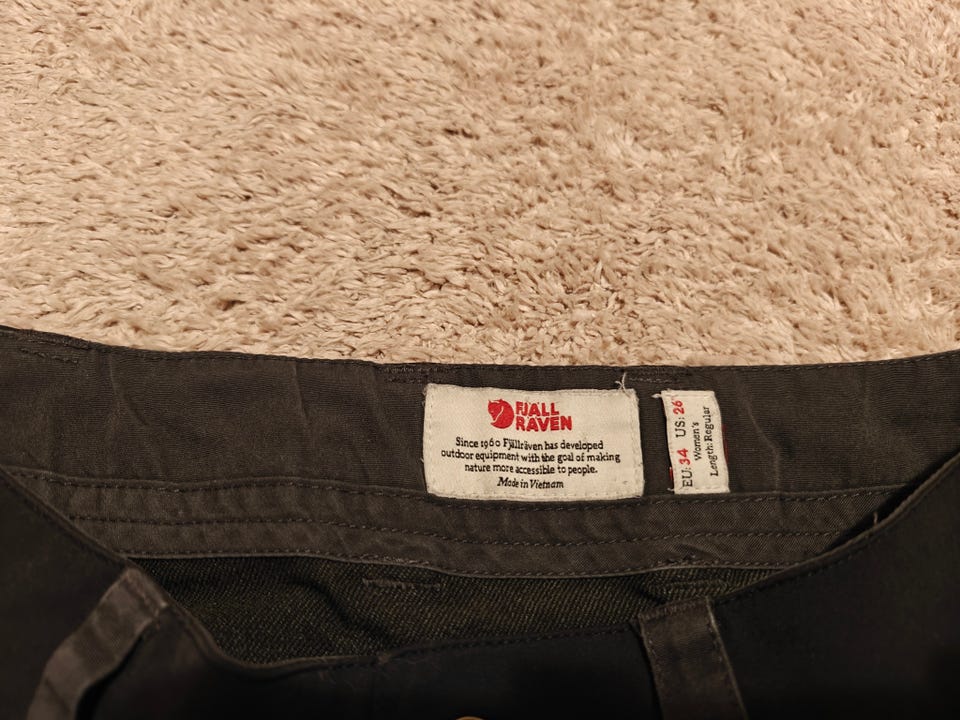 FJÄLL
RÄVEN
Since 1960 Fjällräven has developed
outdoor equipment with the goal of making
nature more accessible to people.
Made in Vietnam
EU: 34 US: 26"
Women's
Length: Regular